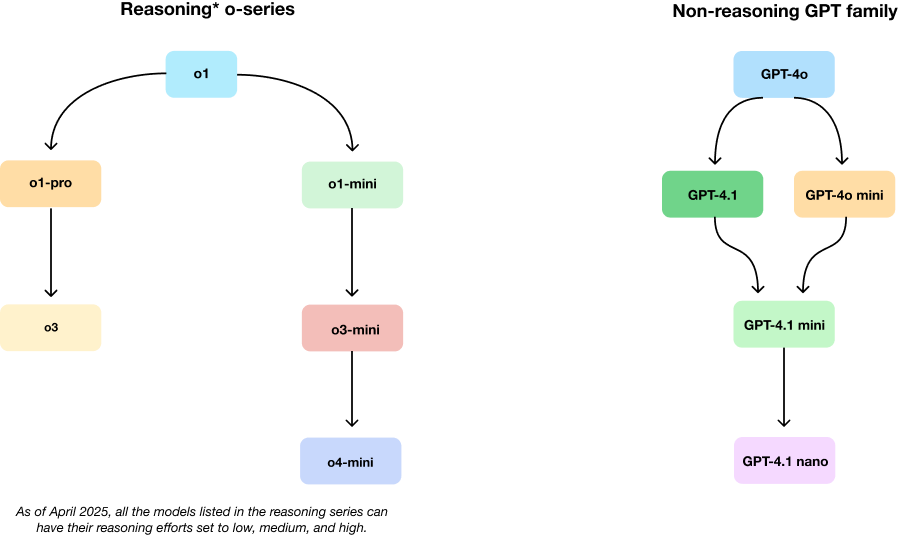 Reasoning* o-series
Non-reasoning GPT family
o1
GPT-4o
o1-pro
o1-mini
GPT-4.1
GPT-4o mini
o3
o3-mini
GPT-4.1 mini
o4-mini
GPT-4.1 nano
As of April 2025, all the models listed in the reasoning series can
have their reasoning efforts set to low, medium, and high.